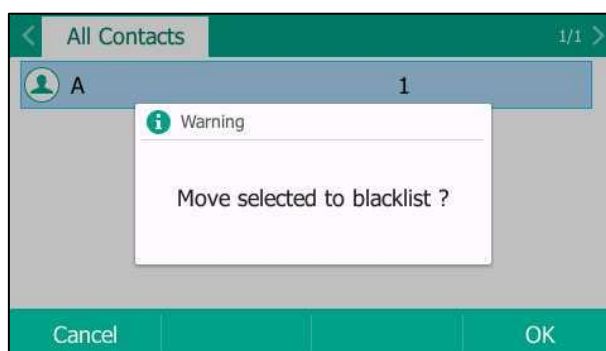 All Contacts 1/1
A 1
Warning
Move selected to blacklist ?
Cancel OK